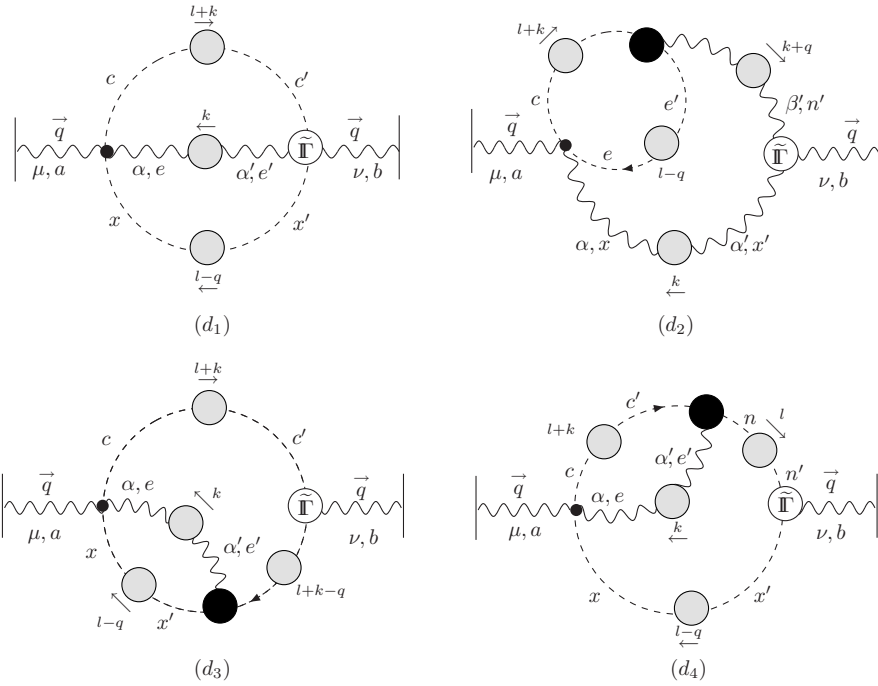 l+k
→
c
c′
→
q
k
←
Γ̃
→
q
μ, a
α, e
α′, e′
ν, b
x
x′
l−q
←
(d₁)
l+k
k+q
c
e′
β′, n′
→
q
Γ̃
→
q
μ, a
e
l−q
ν, b
α, x
α′, x′
k
←
(d₂)
l+k
→
c
c′
→
q
α, e
k
Γ̃
→
q
μ, a
α′, e′
ν, b
x
l+k−q
l−q
x′
(d₃)
c′
n
l
l+k
α′, e′
c
n′
→
q
α, e
Γ̃
→
q
μ, a
k
←
ν, b
x
x′
l−q
←
(d₄)